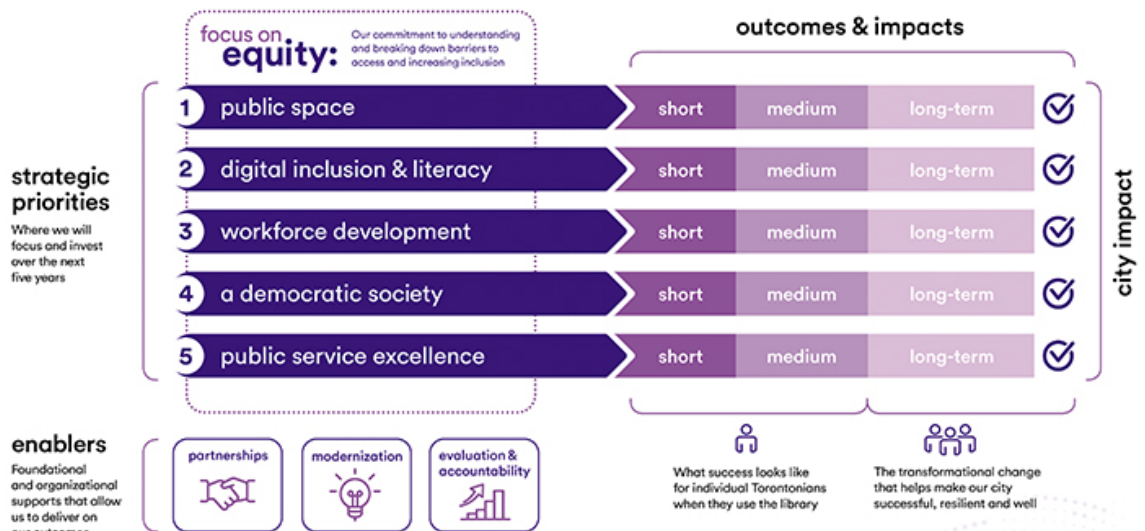 focus on
equity:
Our commitment to understanding
and breaking down barriers to
access and increasing inclusion
outcomes & impacts
strategic
priorities
Where we will
focus and invest
over the next
five years
1 public space short medium long-term
2 digital inclusion & literacy short medium long-term
3 workforce development short medium long-term
4 a democratic society short medium long-term
5 public service excellence short medium long-term
city impact
enablers
Foundational
and organizational
supports that allow
us to deliver on
our outcomes
partnerships
modernization
evaluation &
accountability
What success looks like
for individual Torontonians
when they use the library
The transformational change
that helps make our city
successful, resilient and well